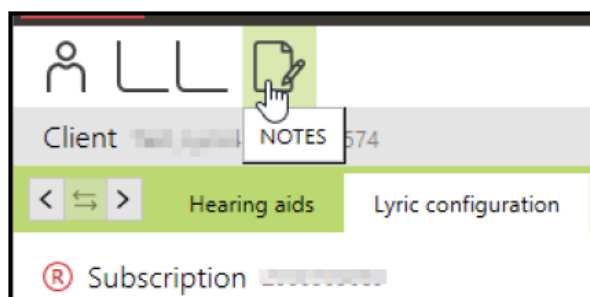 NOTES
Client 574
< > Hearing aids Lyric configuration
® Subscription